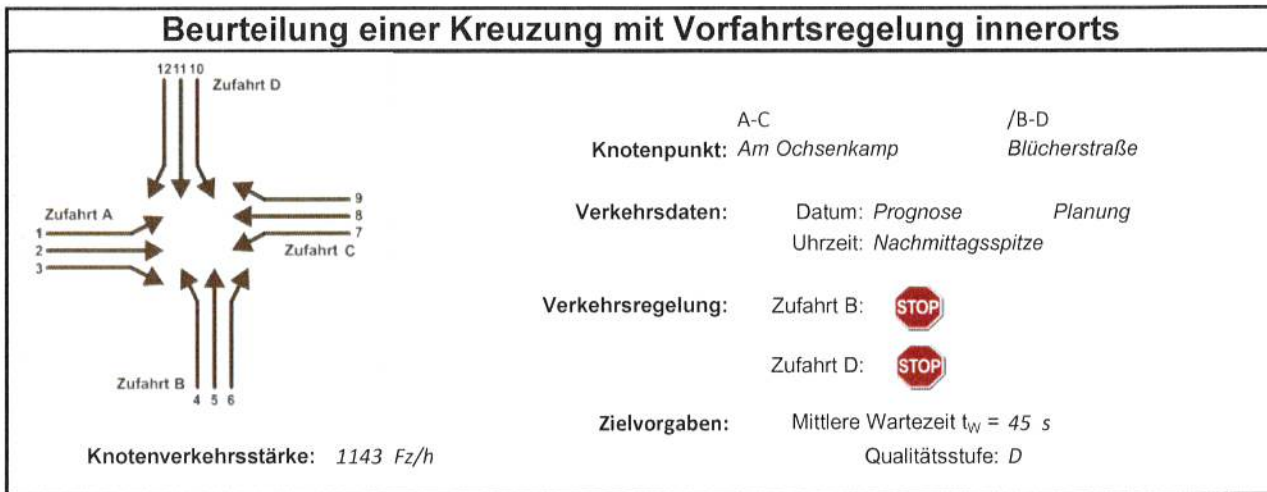 Beurteilung einer Kreuzung mit Vorfahrtsregelung innerorts
12 11 10
Zufahrt D
A-C /B-D
Knotenpunkt: Am Ochsenkamp Blücherstraße
Zufahrt A
1
2
3
9
8
7
Zufahrt C
Verkehrsdaten: Datum: Prognose Planung
Uhrzeit: Nachmittagsspitze
Verkehrsregelung: Zufahrt B: STOP
Zufahrt D: STOP
Zufahrt B
4 5 6
Zielvorgaben: Mittlere Wartezeit tW = 45 s
Knotenverkehrsstärke: 1143 Fz/h
Qualitätsstufe: D